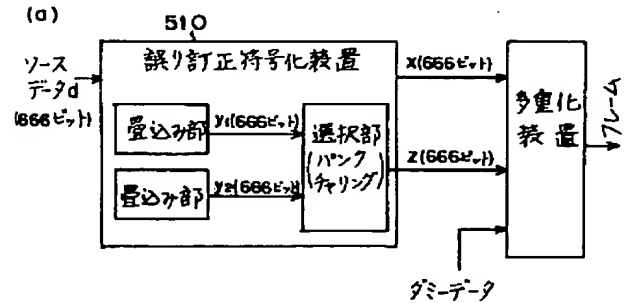 (a)
510
ソース
データd
(666ビット)
誤り訂正符号化装置
畳込み部
y1(666ビット)
畳込み部
y2(666ビット)
選択部
(パンク
チャリング)
x(666ビット)
z(666ビット)
多重化
装置
フレーム
ダミーデータ